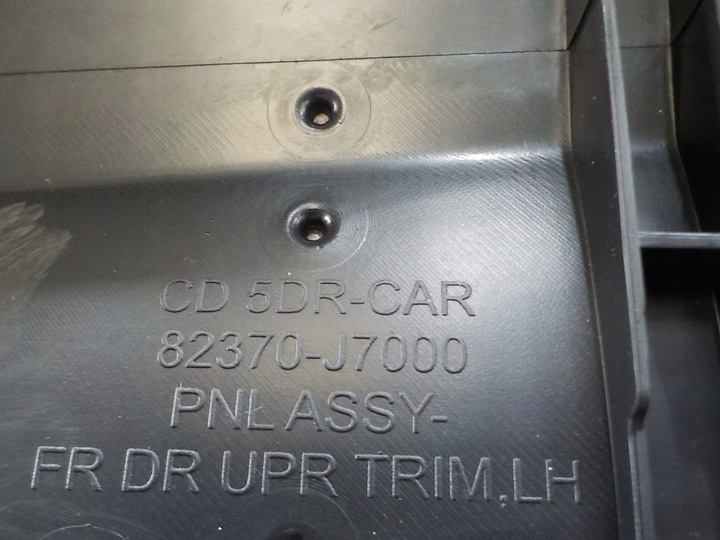 CD 5DR-CAR
82370-J7000
PNL ASSY-
FR DR UPR TRIM,LH